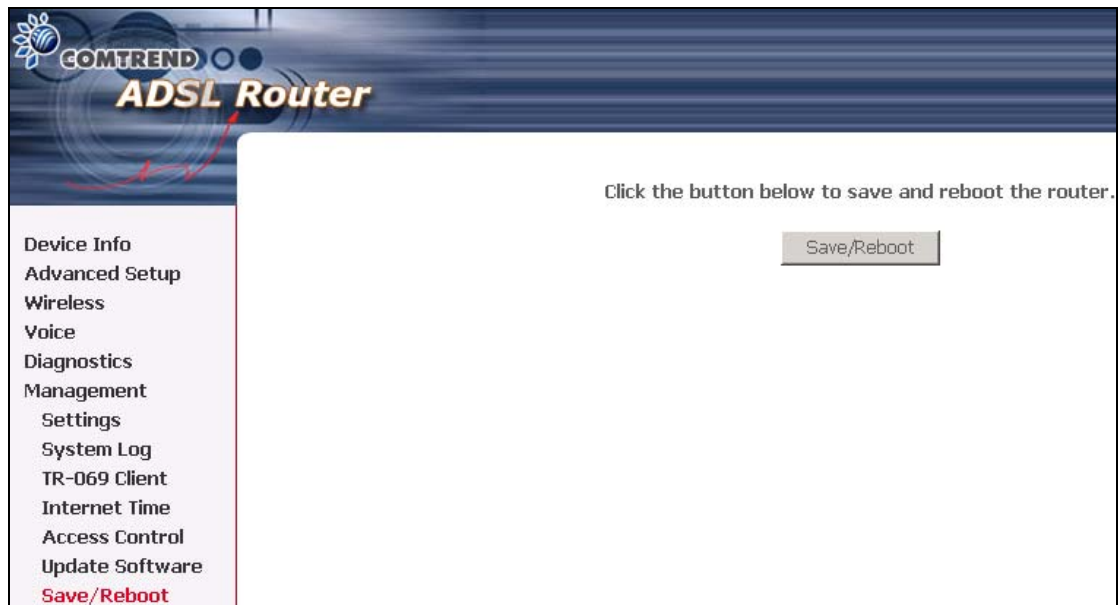 COMTREND
ADSL Router
Click the button below to save and reboot the router.
Save/Reboot
Device Info
Advanced Setup
Wireless
Voice
Diagnostics
Management
Settings
System Log
TR-069 Client
Internet Time
Access Control
Update Software
Save/Reboot